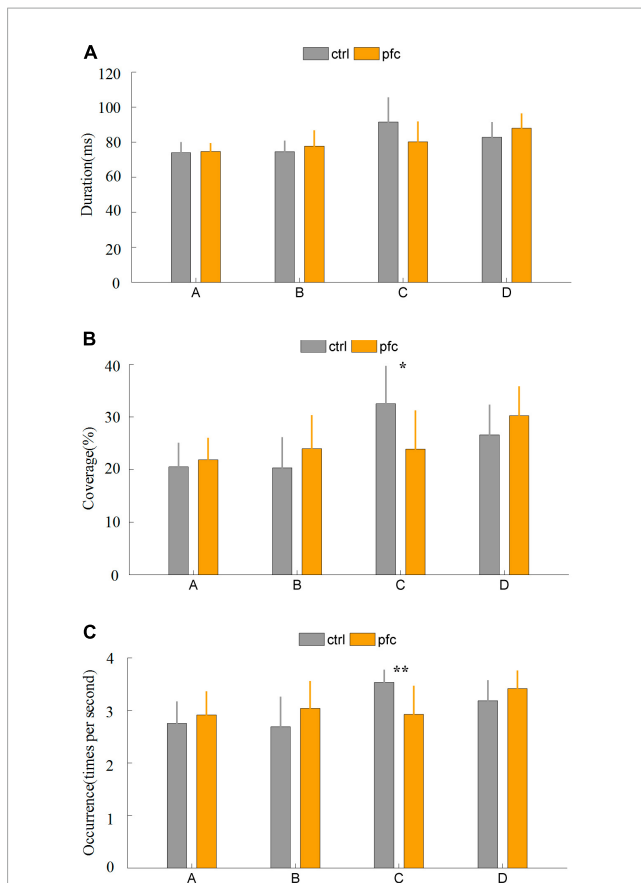 A
ctrl pfc
120
100
80
60
40
20
0
Duration(ms)
A B C D
B
ctrl pfc
40
30
20
10
0
Coverage(%)
*
A B C D
C
ctrl pfc
4
3
2
1
0
Occurrence(times per second)
**
A B C D